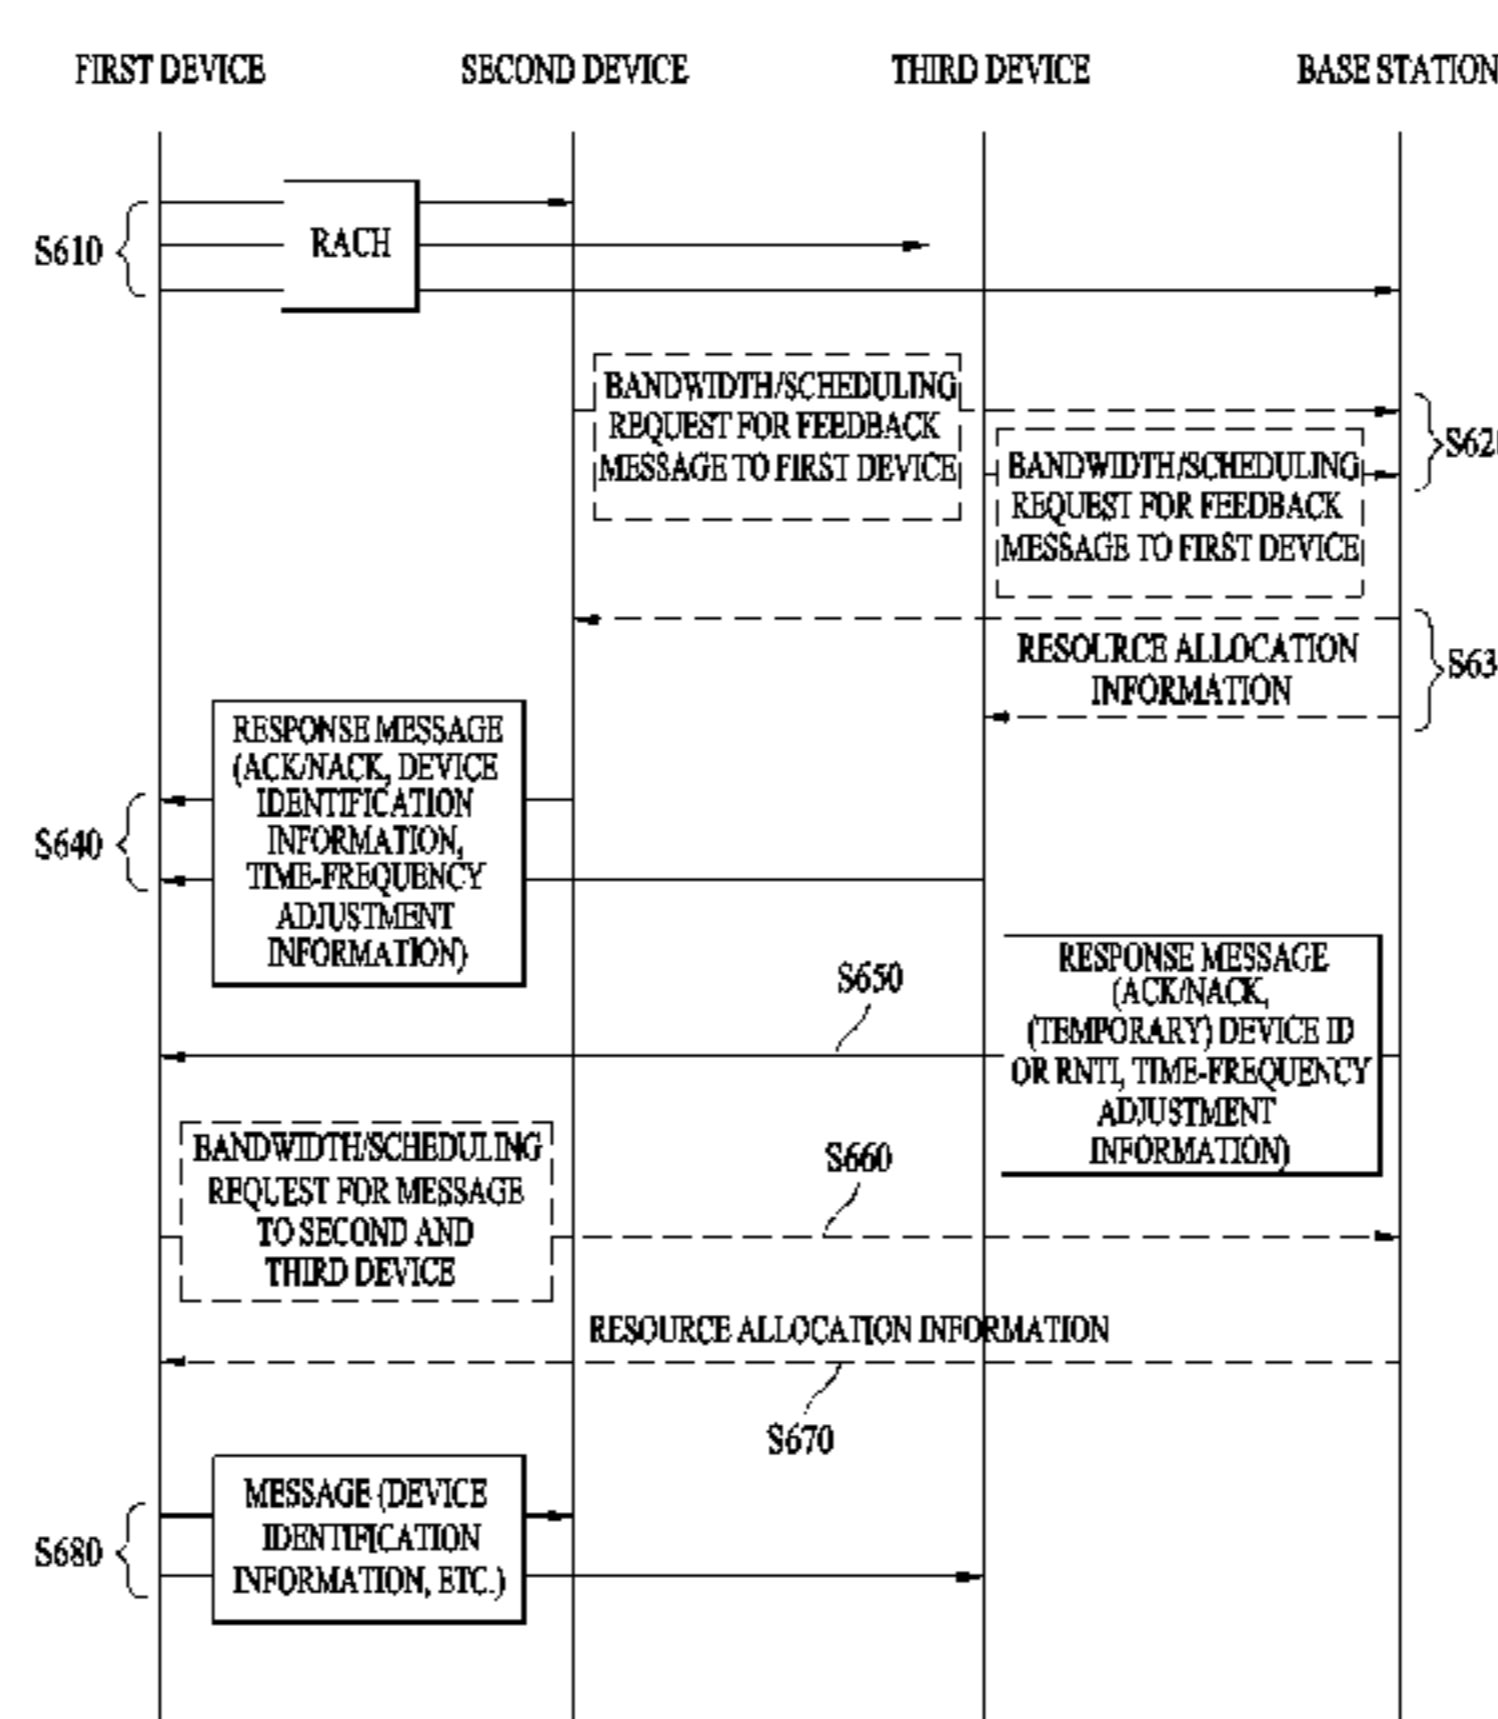 FIRST DEVICE
SECOND DEVICE
THIRD DEVICE
BASE STATION
S610
RACH
BANDWIDTH/SCHEDULING
REQUEST FOR FEEDBACK
MESSAGE TO FIRST DEVICE
S62
BANDWIDTH/SCHEDULING
REQUEST FOR FEEDBACK
MESSAGE TO FIRST DEVICE
RESOURCE ALLOCATION
INFORMATION
S63
RESPONSE MESSAGE
(ACK/NACK, DEVICE
IDENTIFICATION
INFORMATION,
TIME-FREQUENCY
ADJUSTMENT
INFORMATION)
S640
S650
RESPONSE MESSAGE
(ACK/NACK,
(TEMPORARY) DEVICE ID
OR RNTI, TIME-FREQUENCY
ADJUSTMENT
INFORMATION)
BANDWIDTH/SCHEDULING
REQUEST FOR MESSAGE
TO SECOND AND
THIRD DEVICE
S660
RESOURCE ALLOCATION INFORMATION
S670
S680
MESSAGE (DEVICE
IDENTIFICATION
INFORMATION, ETC.)